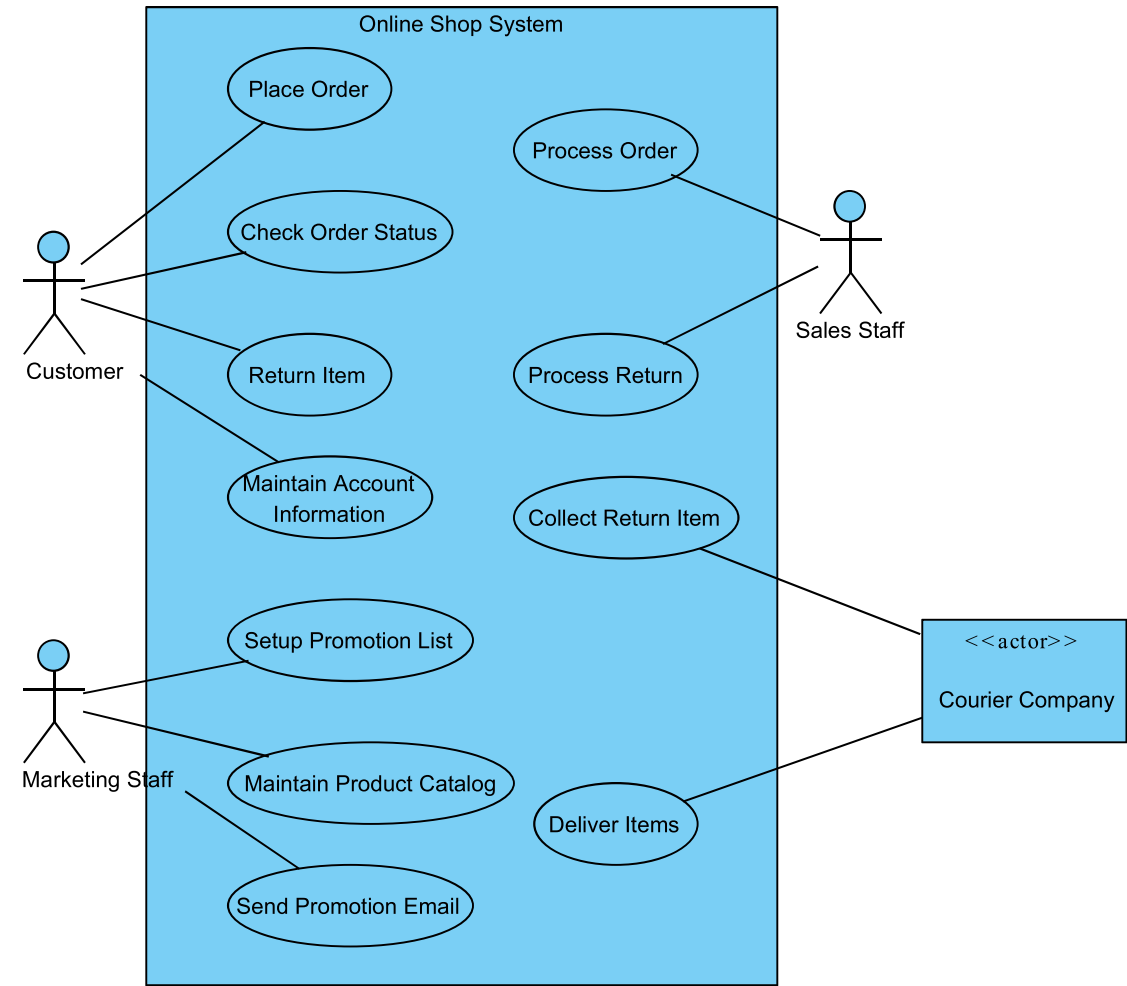 Online Shop System
Place Order
Process Order
Check Order Status
Sales Staff
Customer
Return Item
Process Return
Maintain Account
Information
Collect Return Item
Setup Promotion List
<<actor>>
Courier Company
Marketing Staff
Maintain Product Catalog
Deliver Items
Send Promotion Email